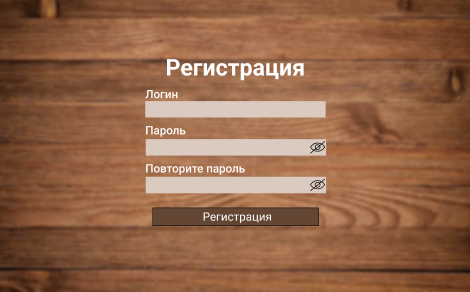 Регистрация
Логин
Пароль
Повторите пароль
Регистрация